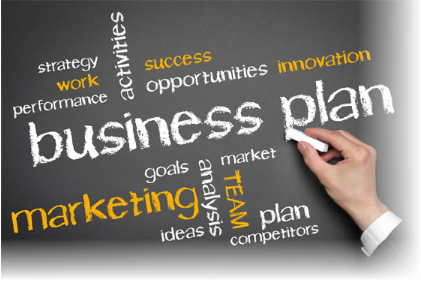 strategy
activities
success
innovation
work
opportunities
performance
business plan
goals
market
marketing
analysis
TEAM
plan
ideas
competitors